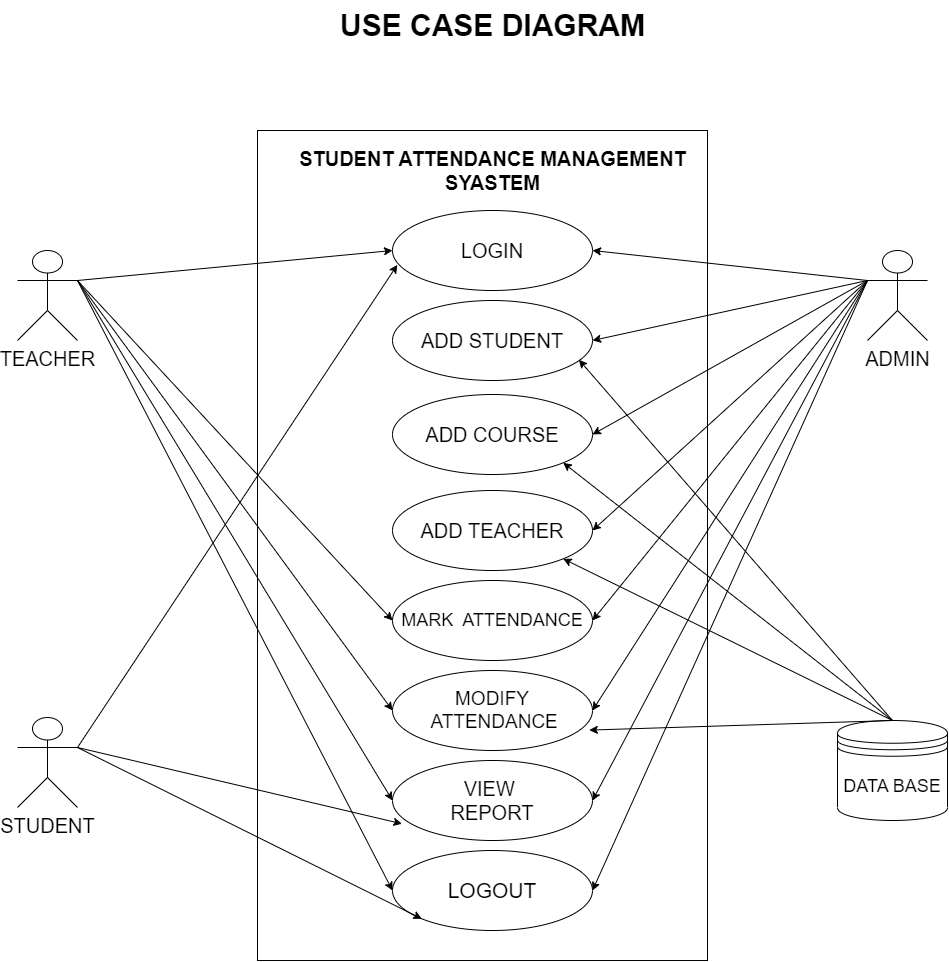 USE CASE DIAGRAM
STUDENT ATTENDANCE MANAGEMENT
SYASTEM
LOGIN
ADD STUDENT
TEACHER
ADMIN
ADD COURSE
ADD TEACHER
MARK ATTENDANCE
MODIFY
ATTENDANCE
VIEW
REPORT
DATA BASE
STUDENT
LOGOUT